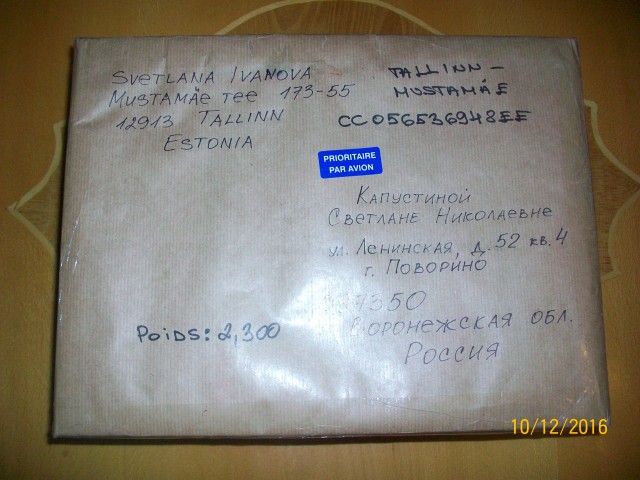 SVETLANA IVANOVA
MUSTAMÄE TEE 173-55
12913 TALLINN
ESTONIA
TALLINN -
MUSTAMÄE
CC056536948EE
PRIORITAIRE
PAR AVION
КАПУСТИНОЙ
СВЕТЛАНЕ НИКОЛАЕВНЕ
ул. ЛЕНИНСКАЯ, д. 52 кв. 4
г. ПОВОРИНО
7350
ВОРОНЕЖСКАЯ ОБЛ.
РОССИЯ
POIDS: 2,300
10/12/2016